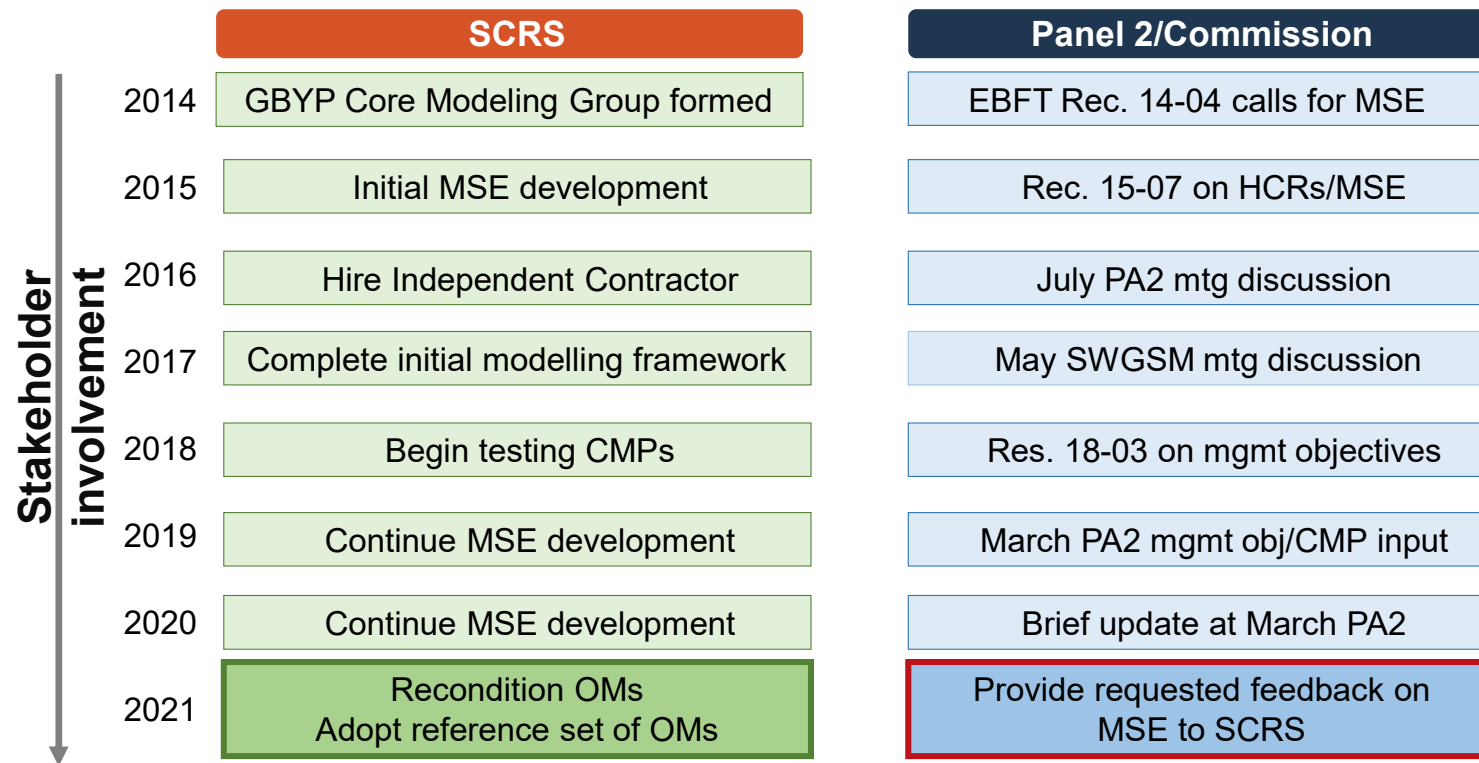 SCRS
Panel 2/Commission
Stakeholder
involvement
2014
GBYP Core Modeling Group formed
EBFT Rec. 14-04 calls for MSE
2015
Initial MSE development
Rec. 15-07 on HCRs/MSE
2016
Hire Independent Contractor
July PA2 mtg discussion
2017
Complete initial modelling framework
May SWGSM mtg discussion
2018
Begin testing CMPs
Res. 18-03 on mgmt objectives
2019
Continue MSE development
March PA2 mgmt obj/CMP input
2020
Continue MSE development
Brief update at March PA2
2021
Recondition OMs
Adopt reference set of OMs
Provide requested feedback on
MSE to SCRS